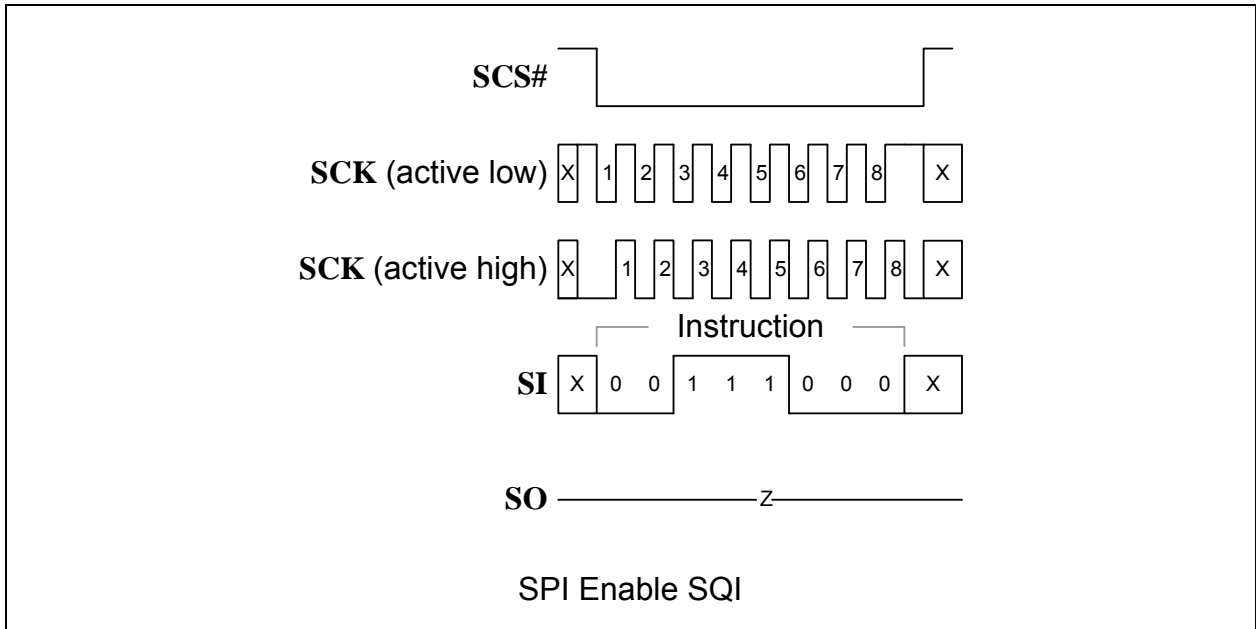 SCS#
SCK (active low) X 1 2 3 4 5 6 7 8 X
SCK (active high) X 1 2 3 4 5 6 7 8 X
Instruction
SI X 0 0 1 1 1 0 0 0 X
SO Z
SPI Enable SQI